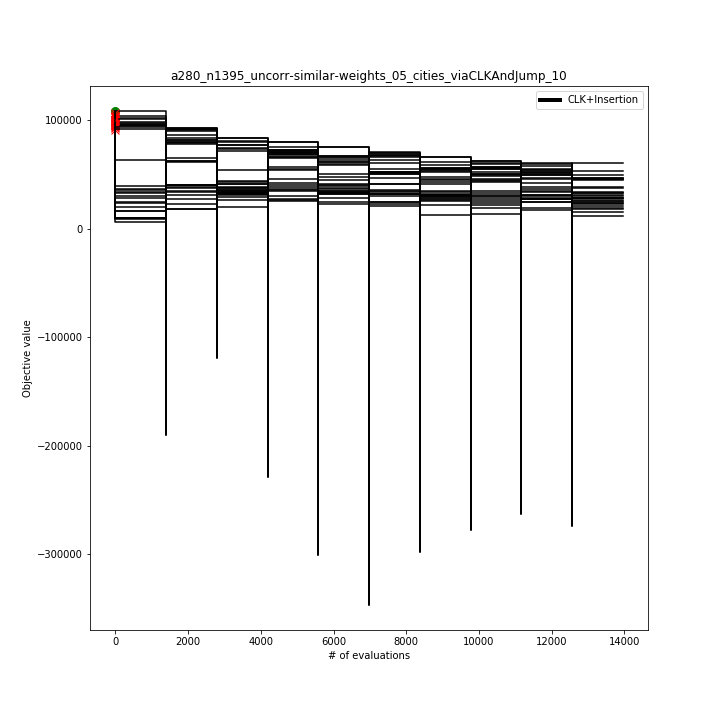 a280_n1395_uncorr-similar-weights_05_cities_viaCLKAndJump_10
CLK+Insertion
100000
0
−100000
−200000
−300000
Objective value
0 2000 4000 6000 8000 10000 12000 14000
# of evaluations